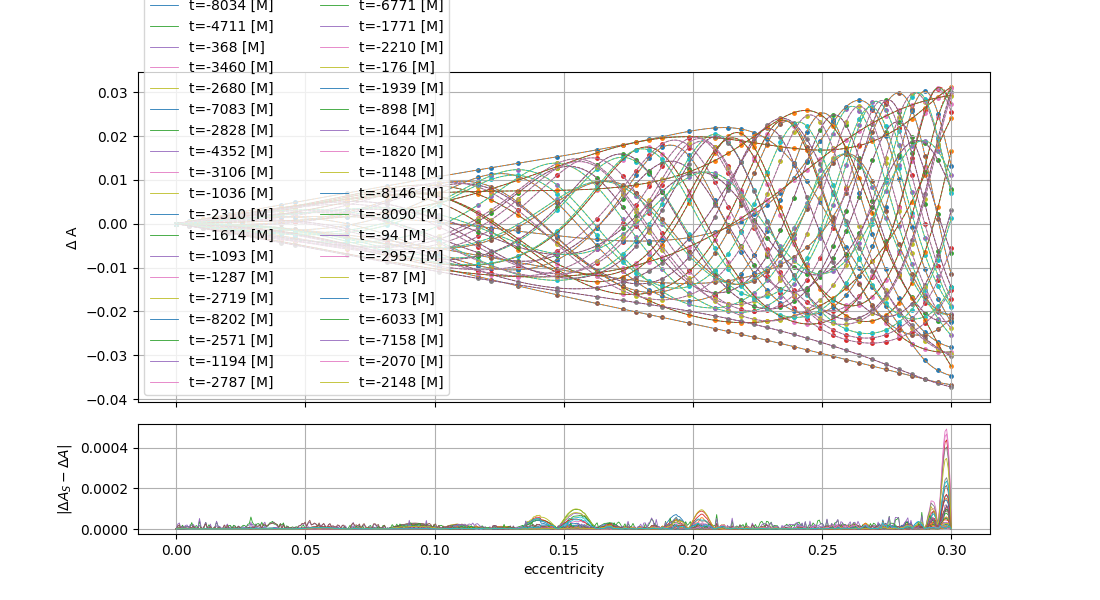 t=-8034 [M] t=-6771 [M]
t=-4711 [M] t=-1771 [M]
t=-368 [M] t=-2210 [M]
t=-3460 [M] t=-176 [M]
t=-2680 [M] t=-1939 [M]
t=-7083 [M] t=-898 [M]
t=-2828 [M] t=-1644 [M]
t=-4352 [M] t=-1820 [M]
t=-3106 [M] t=-1148 [M]
t=-1036 [M] t=-8146 [M]
t=-2310 [M] t=-8090 [M]
t=-1614 [M] t=-94 [M]
t=-1093 [M] t=-2957 [M]
t=-1287 [M] t=-87 [M]
t=-2719 [M] t=-173 [M]
t=-8202 [M] t=-6033 [M]
t=-2571 [M] t=-7158 [M]
t=-1194 [M] t=-2070 [M]
t=-2787 [M] t=-2148 [M]
0.03
0.02
0.01
0.00
−0.01
−0.02
−0.03
−0.04
Δ A
0.0004
0.0002
0.0000
|ΔA_S − ΔA|
0.00 0.05 0.10 0.15 0.20 0.25 0.30
eccentricity